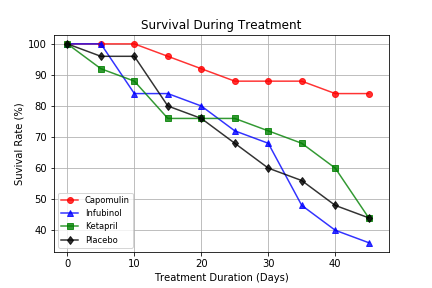 Survival During Treatment
100
90
80
70
60
50
40
Suvival Rate (%)
Capomulin
Infubinol
Ketapril
Placebo
0 10 20 30 40
Treatment Duration (Days)